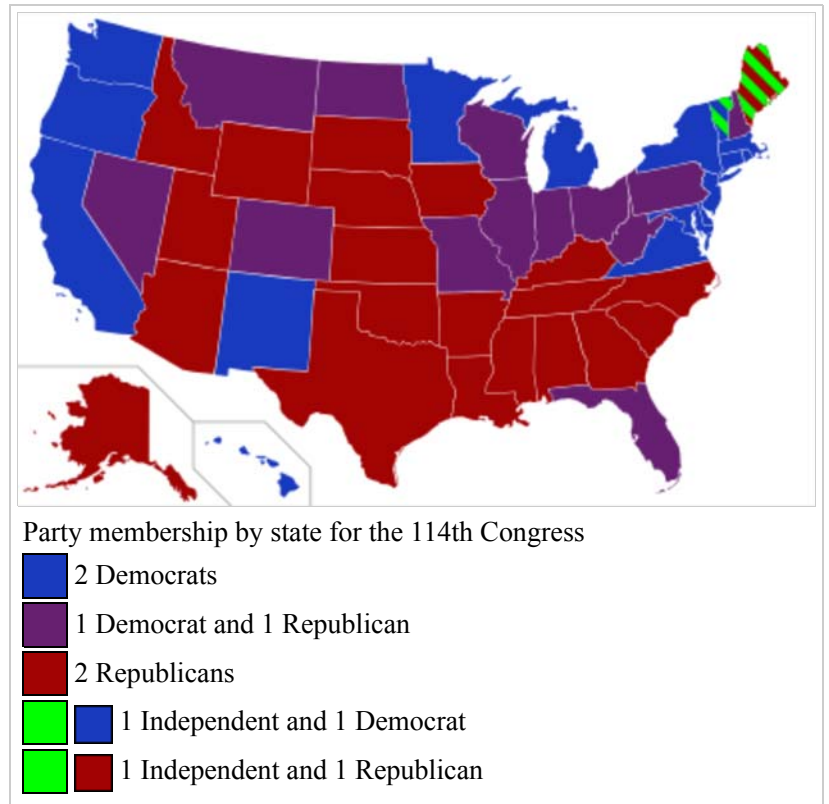 Party membership by state for the 114th Congress
2 Democrats
1 Democrat and 1 Republican
2 Republicans
1 Independent and 1 Democrat
1 Independent and 1 Republican